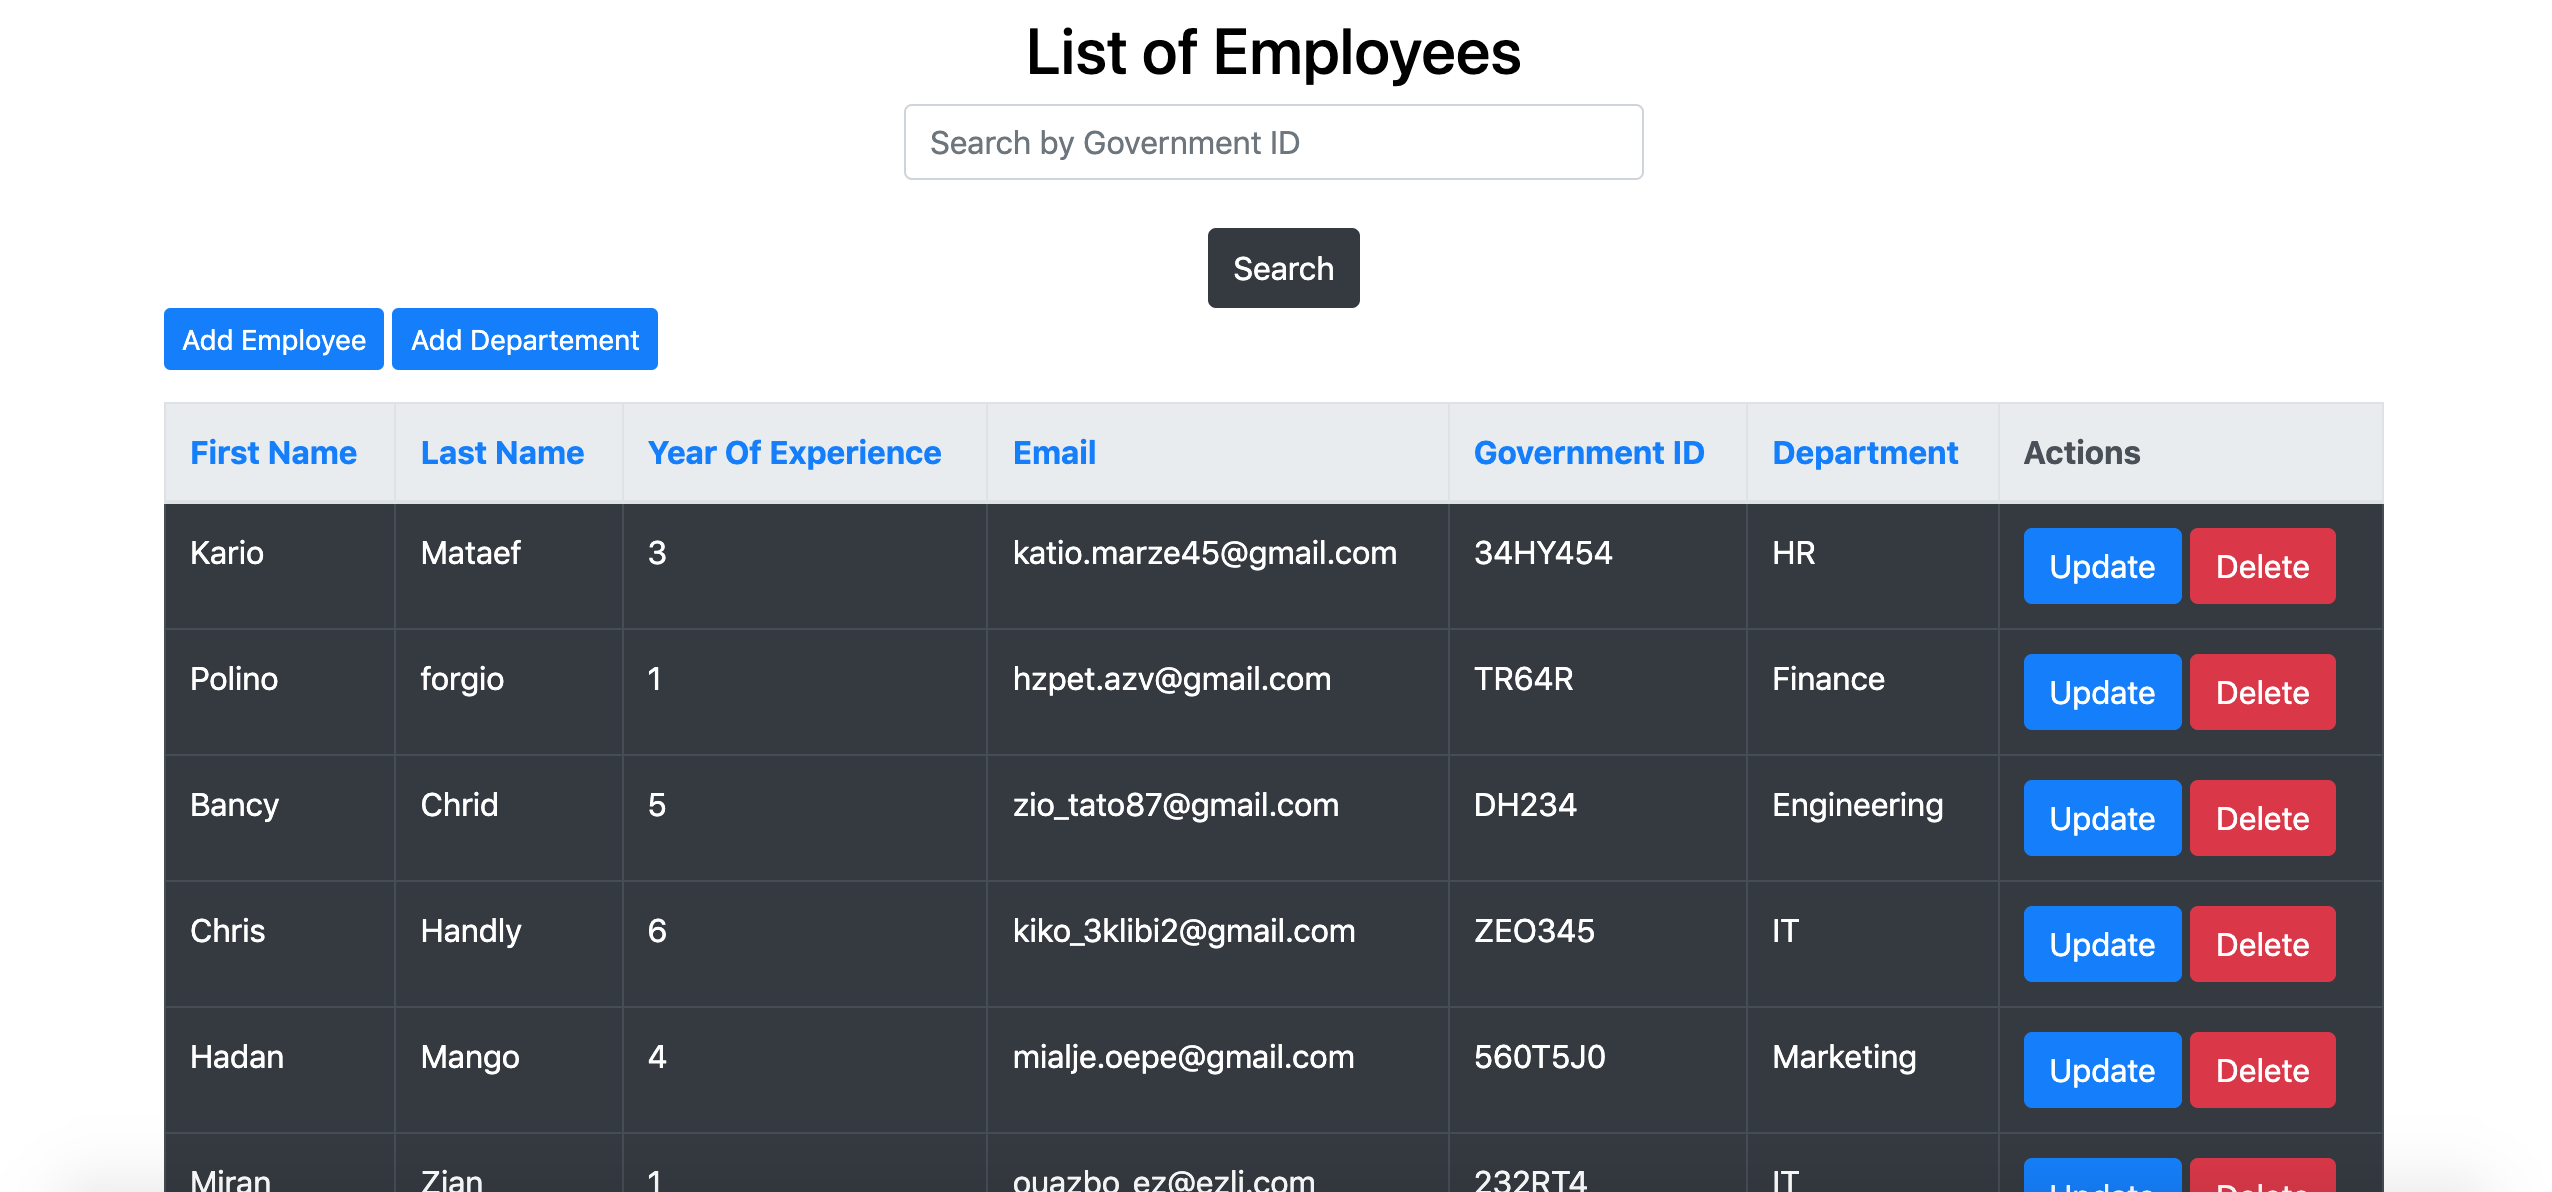 List of Employees
Search by Government ID
Search
Add Employee Add Departement
First Name Last Name Year Of Experience Email Government ID Department Actions
Kario Mataef 3 katio.marze45@gmail.com 34HY454 HR Update Delete
Polino forgio 1 hzpet.azv@gmail.com TR64R Finance Update Delete
Bancy Chrid 5 zio_tato87@gmail.com DH234 Engineering Update Delete
Chris Handly 6 kiko_3klibi2@gmail.com ZEO345 IT Update Delete
Hadan Mango 4 mialje.oepe@gmail.com 560T5J0 Marketing Update Delete
Miran Zian 1 ouazbo_ez@ezli.com 232RT4 IT Update Delete